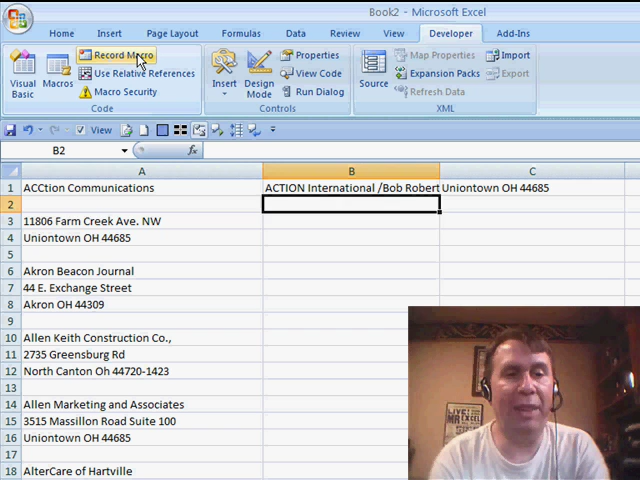 Book2 - Microsoft Excel
Home Insert Page Layout Formulas Data Review View Developer Add-Ins
Visual Basic
Macros
Record Macro
Use Relative References
Macro Security
Code
Insert
Design Mode
Properties
View Code
Run Dialog
Controls
Source
Map Properties
Expansion Packs
Refresh Data
Import
Export
XML
View
B2 fx
A B C
1 ACCtion Communications ACTION International /Bob Robert Uniontown OH 44685
2
3 11806 Farm Creek Ave. NW
4 Uniontown OH 44685
5
6 Akron Beacon Journal
7 44 E. Exchange Street
8 Akron OH 44309
9
10 Allen Keith Construction Co.,
11 2735 Greensburg Rd
12 North Canton Oh 44720-1423
13
14 Allen Marketing and Associates
15 3515 Massillon Road Suite 100
16 Uniontown OH 44685
17
18 AlterCare of Hartville
LIVE
MR EXCEL